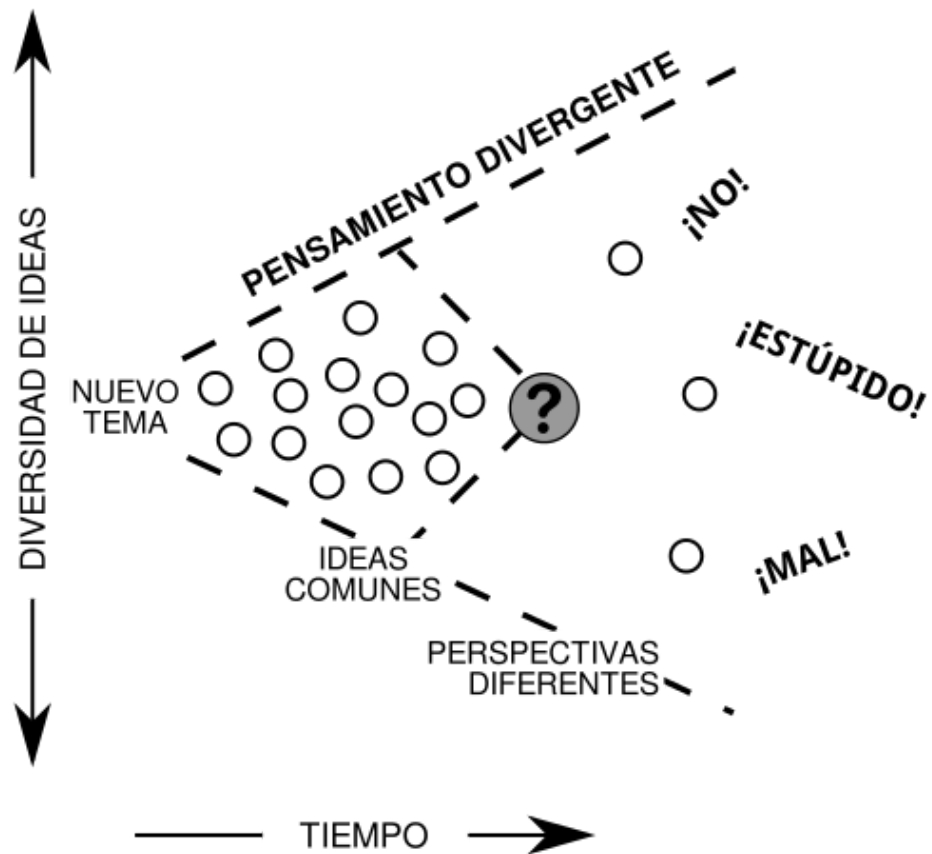 DIVERSIDAD DE IDEAS
PENSAMIENTO DIVERGENTE
¡NO!
¡ESTÚPIDO!
¡MAL!
NUEVO
TEMA
?
IDEAS
COMUNES
PERSPECTIVAS
DIFERENTES
TIEMPO